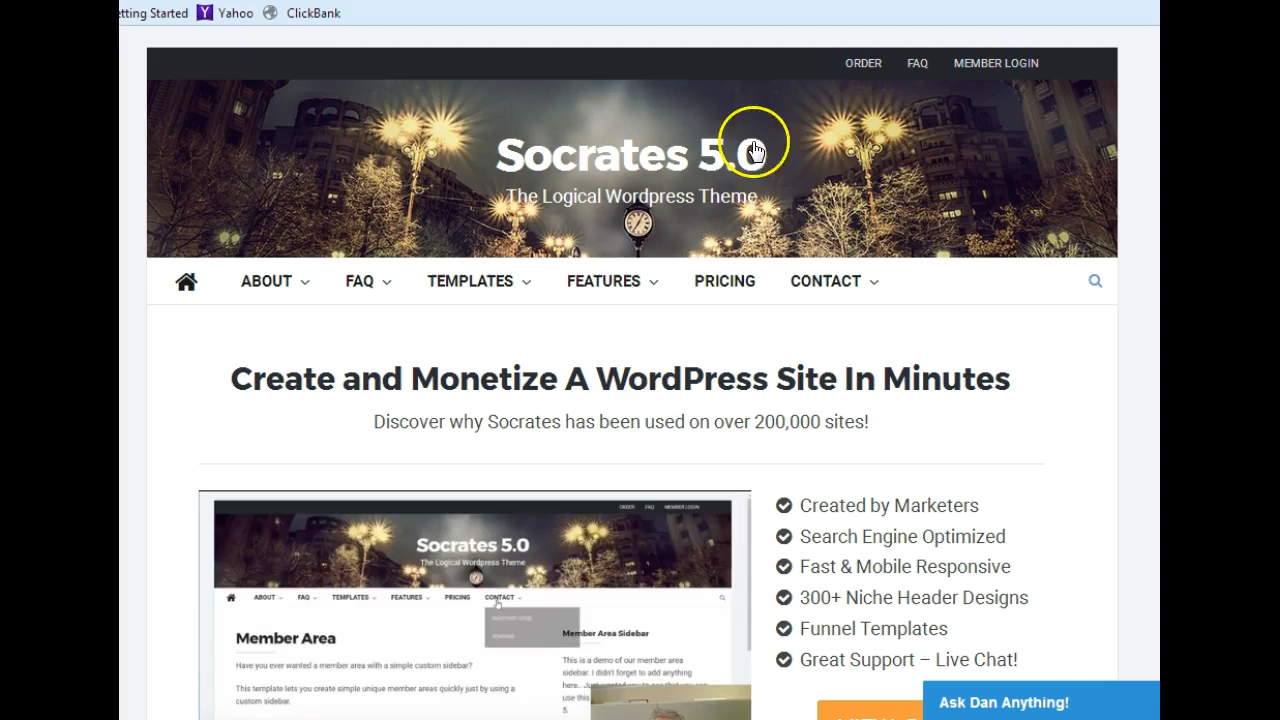 etting Started Yahoo ClickBank
ORDER FAQ MEMBER LOGIN
Socrates 5.0
The Logical Wordpress Theme
ABOUT FAQ TEMPLATES FEATURES PRICING CONTACT
Create and Monetize A WordPress Site In Minutes
Discover why Socrates has been used on over 200,000 sites!
ORDER FAQ MEMBER LOGIN
Socrates 5.0
The Logical Wordpress Theme
ABOUT FAQ TEMPLATES FEATURES PRICING CONTACT
Member Area
Have you ever wanted a member area with a simple custom sidebar?
This template lets you create simple unique member areas quickly just by using a
custom sidebar.
Member Area Sidebar
This is a demo of our member area
sidebar. I didn't forget to add anything
here.. Just
use this
5.
Created by Marketers
Search Engine Optimized
Fast & Mobile Responsive
300+ Niche Header Designs
Funnel Templates
Great Support – Live Chat!
Ask Dan Anything!